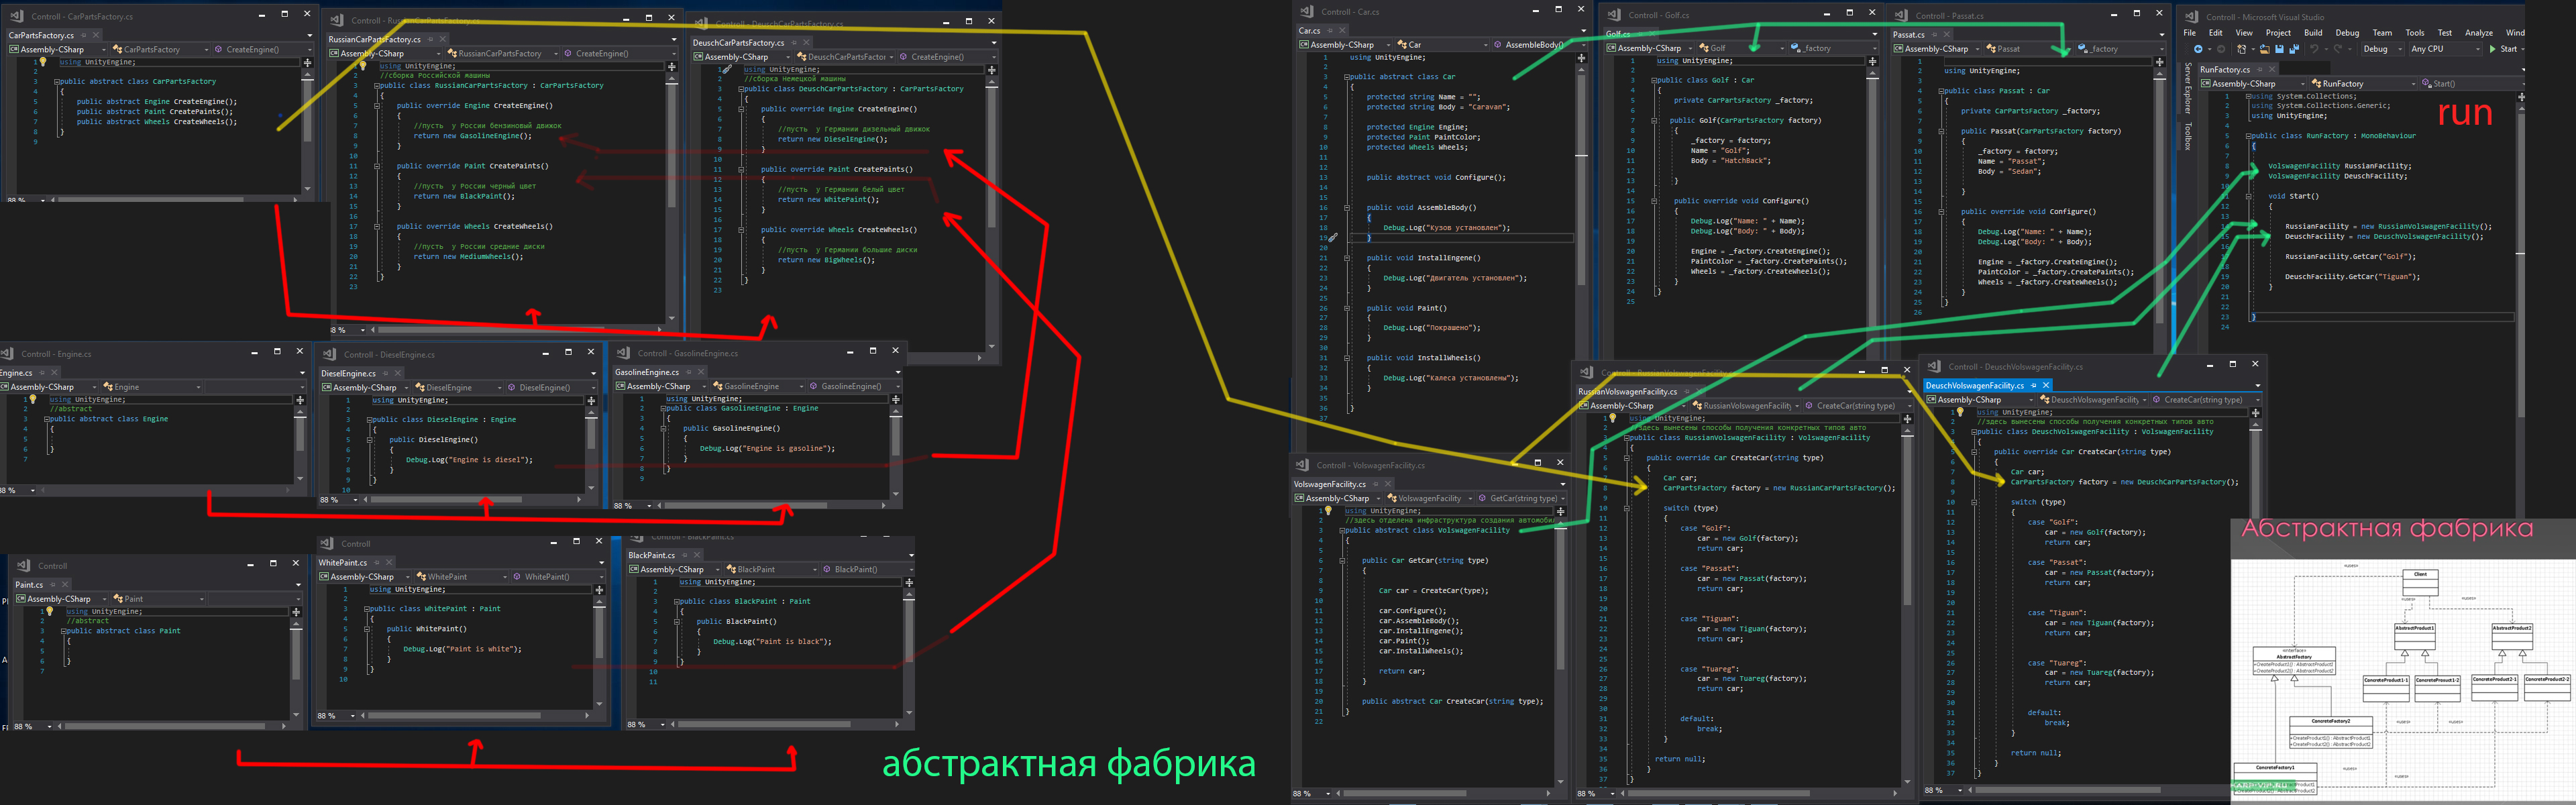 Controll - CarPartsFactory.cs
CarPartsFactory.cs
Assembly-CSharp
CarPartsFactory
CreateEngine()
using UnityEngine;
public abstract class CarPartsFactory
{
public abstract Engine CreateEngine();
public abstract Paint CreatePaints();
public abstract Wheels CreateWheels();
}
88 %
RussianCarPartsFactory.cs
Assembly-CSharp
RussianCarPartsFactory
CreateEngine()
using UnityEngine;
//сборка Российской машины
public class RussianCarPartsFactory : CarPartsFactory
{
public override Engine CreateEngine()
{
//пусть у России бензиновый движок
return new GasolineEngine();
}
public override Paint CreatePaints()
{
//пусть у России черный цвет
return new BlackPaint();
}
public override Wheels CreateWheels()
{
//пусть у России средние диски
return new MediumWheels();
}
}
88 %
Controll - DeuschCarPartsFactory.cs
DeuschCarPartsFactory.cs
Assembly-CSharp
CreateEngine()
using UnityEngine;
//сборка Немецкой машины
public class DeuschCarPartsFactory : CarPartsFactory
{
public override Engine CreateEngine()
{
//пусть у Германии дизельный движок
return new DieselEngine();
}
public override Paint CreatePaints()
{
//пусть у Германии белый цвет
return new WhitePaint();
}
public override Wheels CreateWheels()
{
//пусть у Германии большие диски
return new BigWheels();
}
}
Controll - Engine.cs
Engine.cs
Assembly-CSharp
Engine
using UnityEngine;
//abstract
public abstract class Engine
{
}
88 %
Controll - DieselEngine.cs
DieselEngine.cs
Assembly-CSharp
DieselEngine
DieselEngine()
using UnityEngine;
public class DieselEngine : Engine
{
public DieselEngine()
{
Debug.Log("Engine is diesel");
}
}
88 %
Controll - GasolineEngine.cs
GasolineEngine.cs
Assembly-CSharp
GasolineEngine
GasolineEngine()
using UnityEngine;
public class GasolineEngine : Engine
{
public GasolineEngine()
{
Debug.Log("Engine is gasoline");
}
}
88 %
Controll
Paint.cs
Assembly-CSharp
Paint
using UnityEngine;
//abstract
public abstract class Paint
{
}
88 %
Controll
WhitePaint.cs
Assembly-CSharp
WhitePaint
WhitePaint()
using UnityEngine;
public class WhitePaint : Paint
{
public WhitePaint()
{
Debug.Log("Paint is white");
}
}
88 %
Controll - BlackPaint.cs
BlackPaint.cs
Assembly-CSharp
BlackPaint
BlackPaint()
using UnityEngine;
public class BlackPaint : Paint
{
public BlackPaint()
{
Debug.Log("Paint is black");
}
}
88 %
абстрактная фабрика
Controll - Car.cs
Car.cs
Assembly-CSharp
Car
AssembleBody()
using UnityEngine;
public abstract class Car
{
protected string Name = "";
protected string Body = "Caravan";
protected Engine Engine;
protected Paint PaintColor;
protected Wheels Wheels;
public abstract void Configure();
public void AssembleBody()
{
Debug.Log("Кузов установлен");
}
public void InstallEngene()
{
Debug.Log("Двигатель установлен");
}
public void Paint()
{
Debug.Log("Покрашено");
}
public void InstallWheels()
{
Debug.Log("Калеса установлены");
}
}
Controll - Golf.cs
Golf.cs
Assembly-CSharp
Golf
_factory
using UnityEngine;
public class Golf : Car
{
private CarPartsFactory _factory;
public Golf(CarPartsFactory factory)
{
_factory = factory;
Name = "Golf";
Body = "HatchBack";
}
public override void Configure()
{
Debug.Log("Name: " + Name);
Debug.Log("Body: " + Body);
Engine = _factory.CreateEngine();
PaintColor = _factory.CreatePaints();
Wheels = _factory.CreateWheels();
}
}
Controll - Passat.cs
Passat.cs
Assembly-CSharp
Passat
_factory
using UnityEngine;
public class Passat : Car
{
private CarPartsFactory _factory;
public Passat(CarPartsFactory factory)
{
_factory = factory;
Name = "Passat";
Body = "Sedan";
}
public override void Configure()
{
Debug.Log("Name: " + Name);
Debug.Log("Body: " + Body);
Engine = _factory.CreateEngine();
PaintColor = _factory.CreatePaints();
Wheels = _factory.CreateWheels();
}
}
Controll - Microsoft Visual Studio
File Edit View Project Build Debug Team Tools Test Analyze Wind
Debug Any CPU Start
Server Explorer
Toolbox
RunFactory.cs
Assembly-CSharp
RunFactory
Start()
using System.Collections;
using System.Collections.Generic;
using UnityEngine;
public class RunFactory : MonoBehaviour
{
VolswagenFacility RussianFacility;
VolswagenFacility DeuschFacility;
void Start()
{
RussianFacility = new RussianVolswagenFacility();
DeuschFacility = new DeuschVolswagenFacility();
RussianFacility.GetCar("Golf");
DeuschFacility.GetCar("Tiguan");
}
}
run
Controll - VolswagenFacility.cs
VolswagenFacility.cs
Assembly-CSharp
VolswagenFacility
GetCar(string type)
using UnityEngine;
public abstract class VolswagenFacility
{
public Car GetCar(string type)
{
Car car = CreateCar(type);
car.Configure();
car.AssembleBody();
car.InstallEngene();
car.Paint();
car.InstallWheels();
return car;
}
public abstract Car CreateCar(string type);
}
88 %
RussianVolswagenFacility.cs
Assembly-CSharp
RussianVolswagenFacility
CreateCar(string type)
using UnityEngine;
//здесь вынесены способы получения конкретных типов авто
public class RussianVolswagenFacility : VolswagenFacility
{
public override Car CreateCar(string type)
{
Car car;
CarPartsFactory factory = new RussianCarPartsFactory();
switch (type)
{
case "Golf":
car = new Golf(factory);
return car;
case "Passat":
car = new Passat(factory);
return car;
case "Tiguan":
car = new Tiguan(factory);
return car;
case "Tuareg":
car = new Tuareg(factory);
return car;
default:
break;
}
return null;
}
}
88 %
Controll - DeuschVolswagenFacility.cs
DeuschVolswagenFacility.cs
Assembly-CSharp
DeuschVolswagenFacility
CreateCar(string type)
using UnityEngine;
//здесь вынесены способы получения конкретных типов авто
public class DeuschVolswagenFacility : VolswagenFacility
{
public override Car CreateCar(string type)
{
Car car;
CarPartsFactory factory = new DeuschCarPartsFactory();
switch (type)
{
case "Golf":
car = new Golf(factory);
return car;
case "Passat":
car = new Passat(factory);
return car;
case "Tiguan":
car = new Tiguan(factory);
return car;
case "Tuareg":
car = new Tuareg(factory);
return car;
default:
break;
}
return null;
}
}
88 %
Абстрактная фабрика
Client
AbstractProduct1
AbstractProduct2
AbstractFactory
ConcreteProduct1-1
ConcreteProduct1-2
ConcreteProduct2-1
ConcreteProduct2-2
ConcreteFactory2
ConcreteFactory1